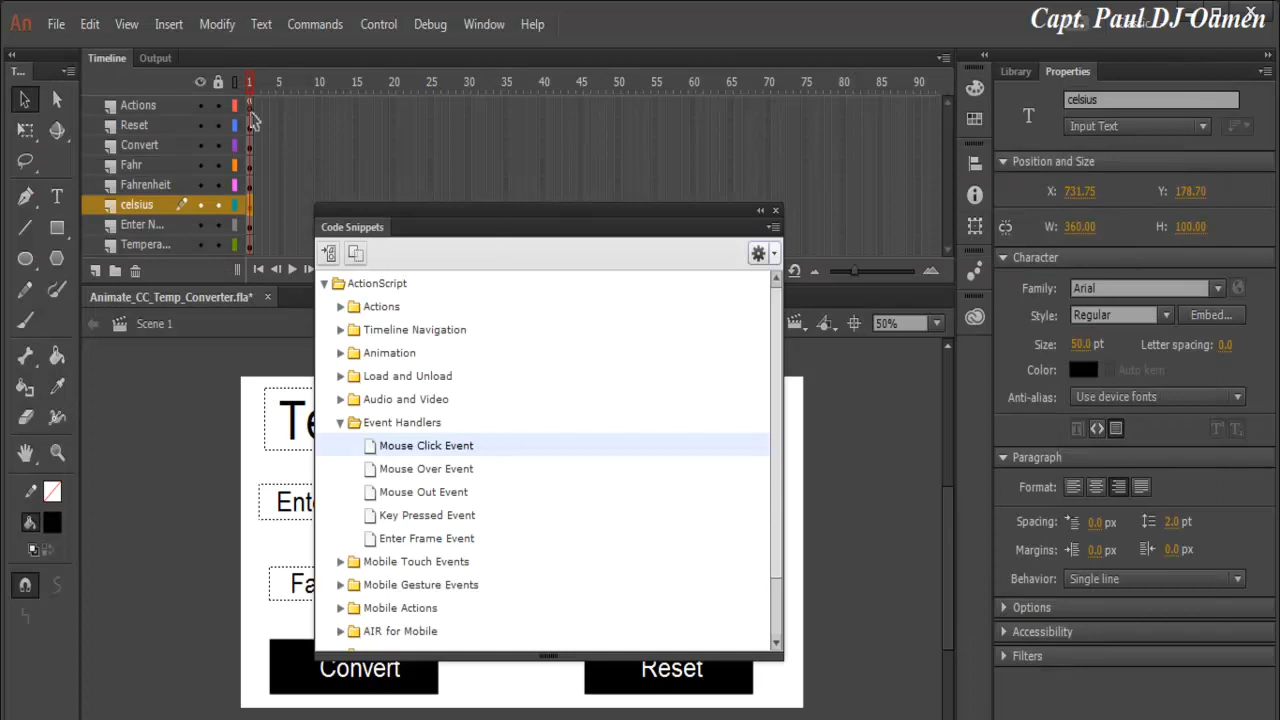 An File Edit View Insert Modify Text Commands Control Debug Window Help
Capt. Paul DJ-Oamen
T... Timeline Output
1 5 10 15 20 25 30 35 40 45 50 55 60 65 70 75 80 85 90
Actions
Reset
Convert
Fahr
Fahrenheit
celsius
Enter N...
Tempera...
Animate_CC_Temp_Converter.fla* ×
Scene 1
50%
Code Snippets
ActionScript
Actions
Timeline Navigation
Animation
Load and Unload
Audio and Video
Event Handlers
Mouse Click Event
Mouse Over Event
Mouse Out Event
Key Pressed Event
Enter Frame Event
Mobile Touch Events
Mobile Gesture Events
Mobile Actions
AIR for Mobile
Te
Ent
Fa
Convert
Reset
Library Properties
celsius
T Input Text
Position and Size
X: 731.75 Y: 178.70
W: 360.00 H: 100.00
Character
Family: Arial
Style: Regular Embed...
Size: 50.0 pt Letter spacing: 0.0
Color: Auto kern
Anti-alias: Use device fonts
Paragraph
Format:
Spacing: 0.0 px 2.0 pt
Margins: 0.0 px 0.0 px
Behavior: Single line
Options
Accessibility
Filters